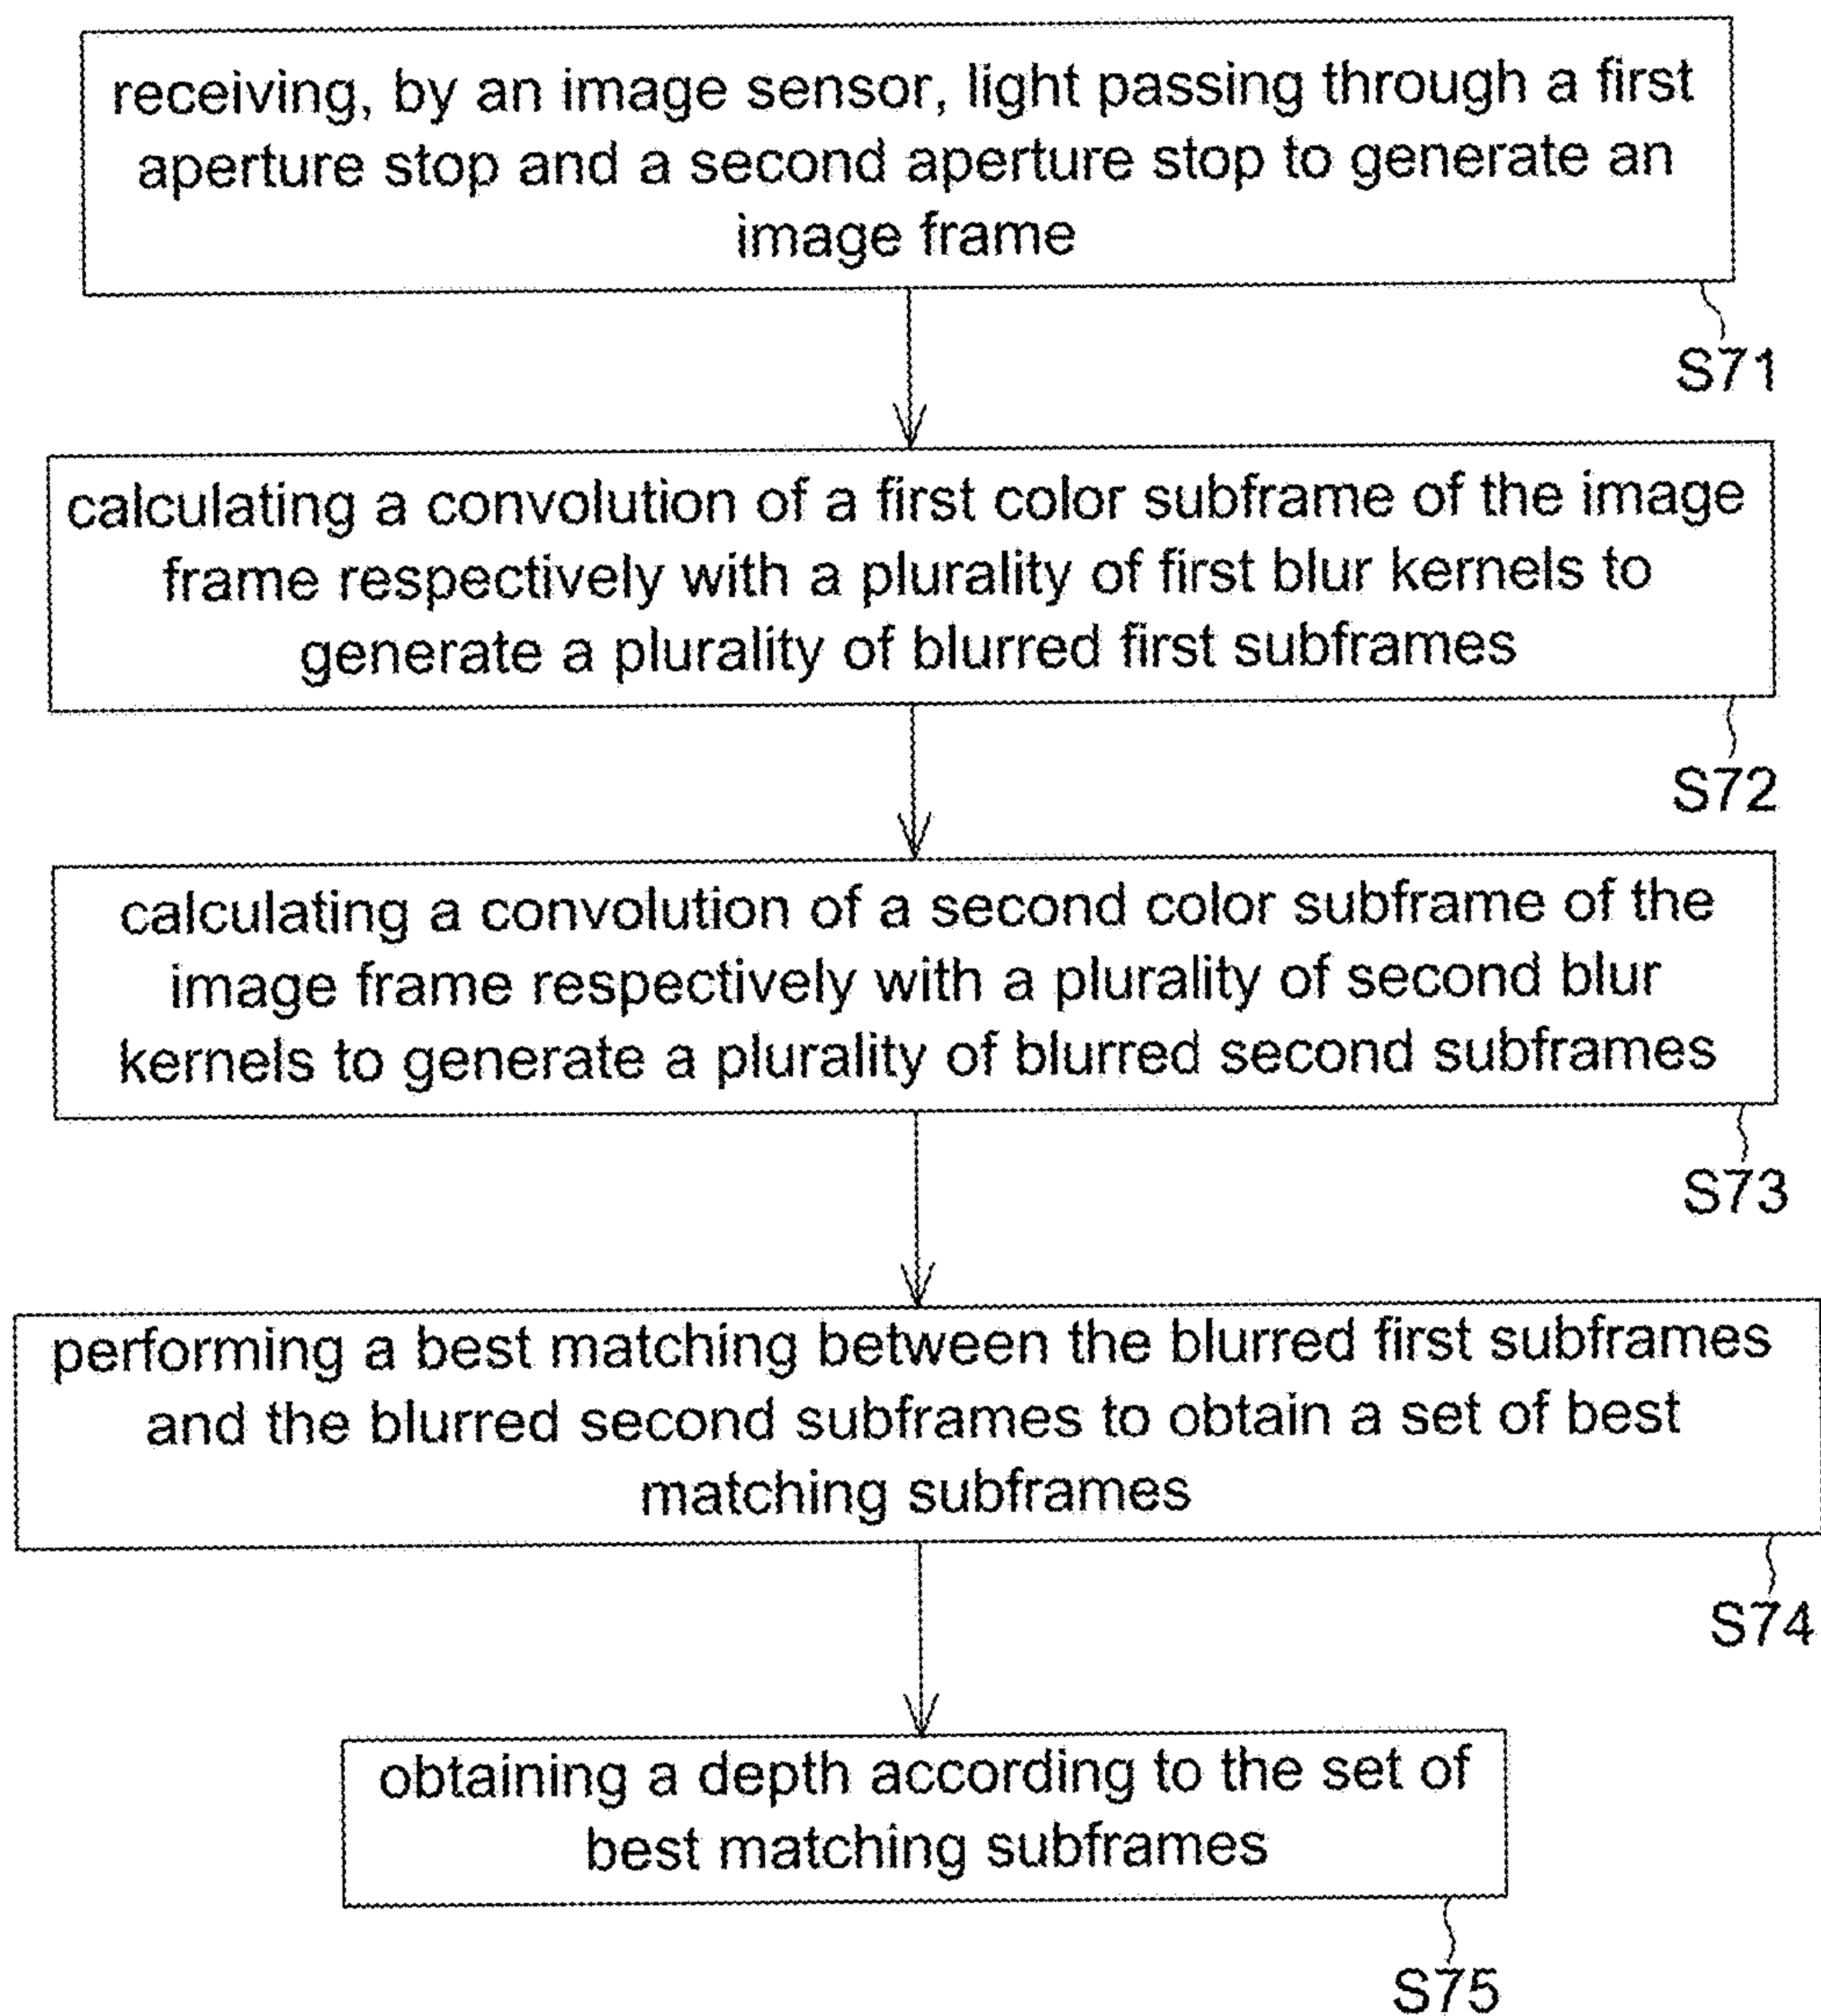 receiving, by an image sensor, light passing through a first
aperture stop and a second aperture stop to generate an
image frame
S71
calculating a convolution of a first color subframe of the image
frame respectively with a plurality of first blur kernels to
generate a plurality of blurred first subframes
S72
calculating a convolution of a second color subframe of the
image frame respectively with a plurality of second blur
kernels to generate a plurality of blurred second subframes
S73
performing a best matching between the blurred first subframes
and the blurred second subframes to obtain a set of best
matching subframes
S74
obtaining a depth according to the set of
best matching subframes
S75